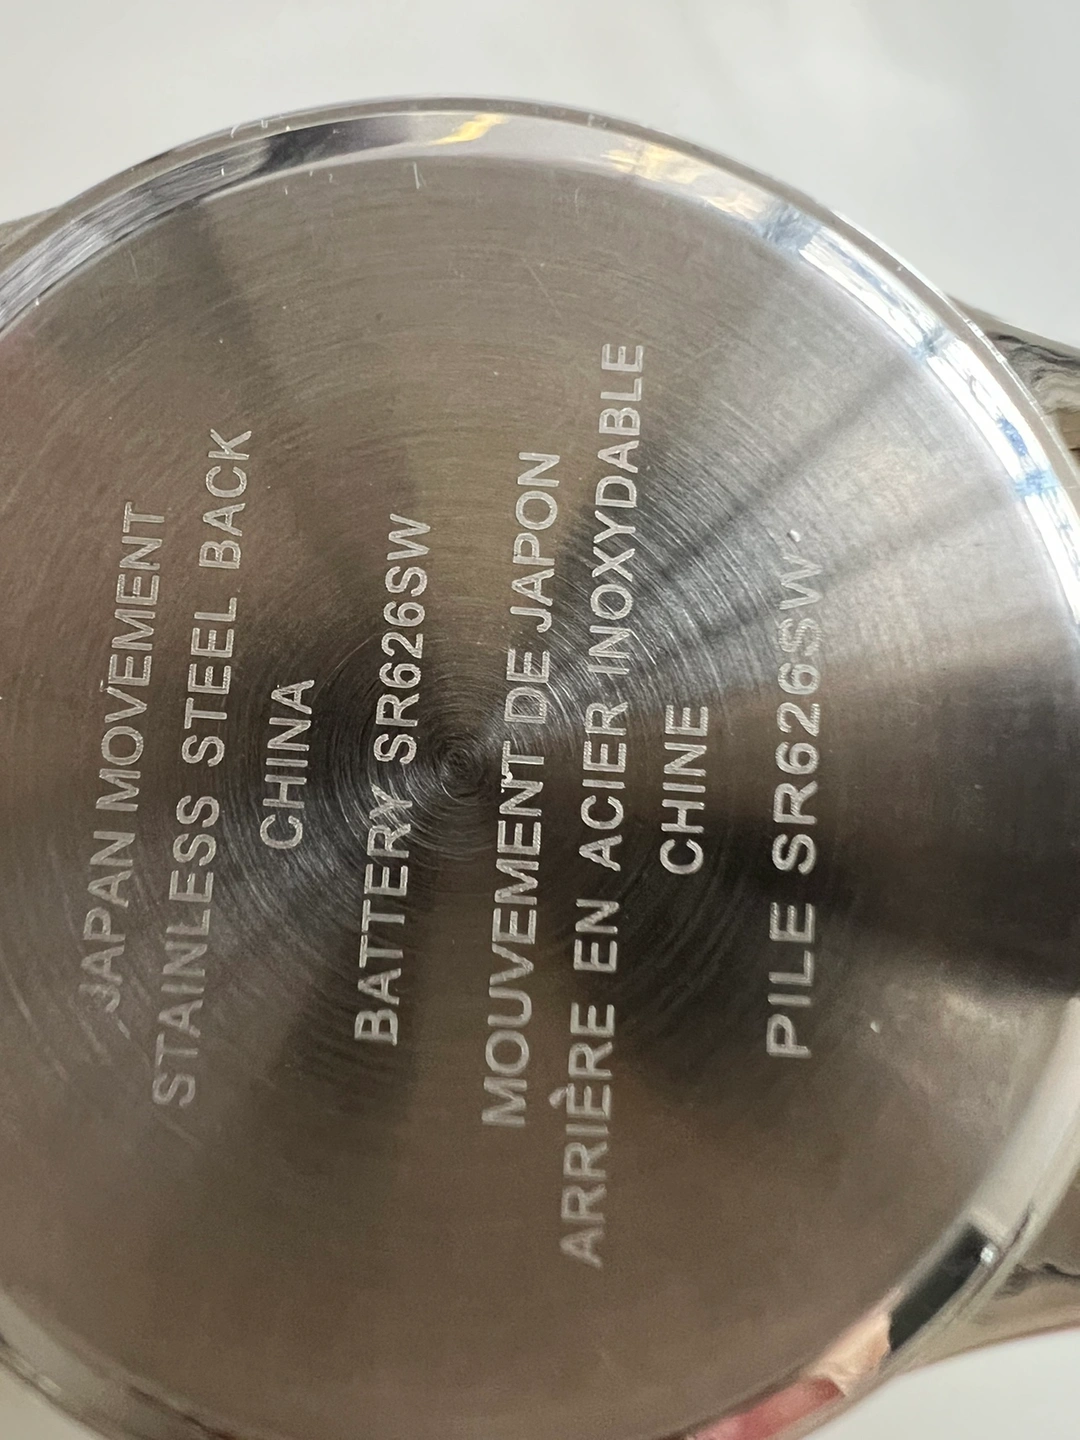 JAPAN MOVEMENT
STAINLESS STEEL BACK
CHINA
BATTERY SR626SW
MOUVEMENT DE JAPON
ARRIÈRE EN ACIER INOXYDABLE
CHINE
PILE SR626SW